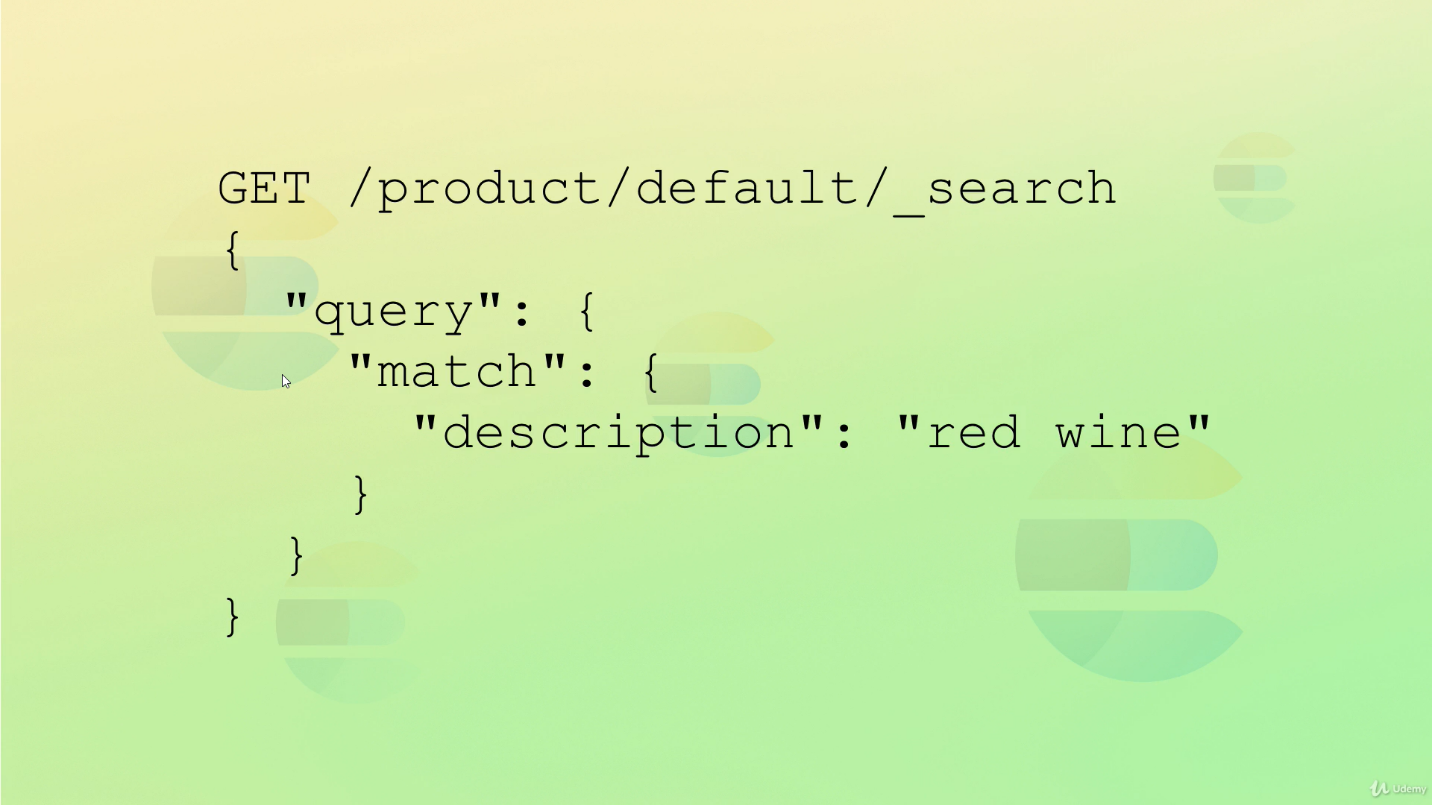 GET /product/default/_search
{
  "query": {
    "match": {
      "description": "red wine"
    }
  }
}
Udemy